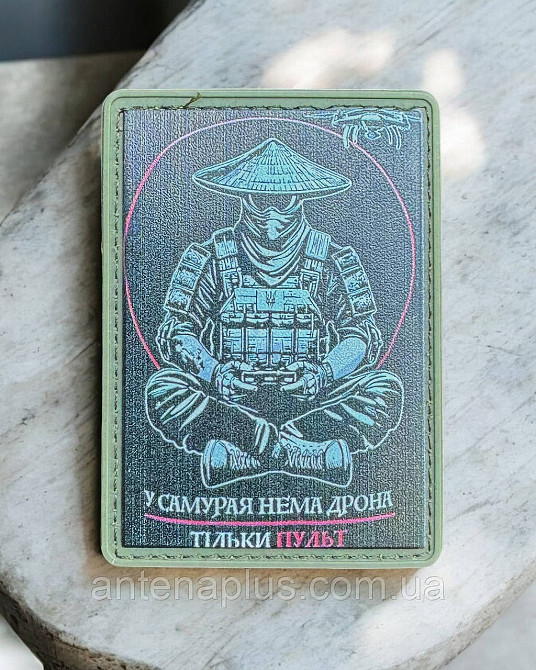 У САМУРАЯ НЕМА ДРОНА
ТІЛЬКИ ПУЛЬТ
antenaplus.com.ua